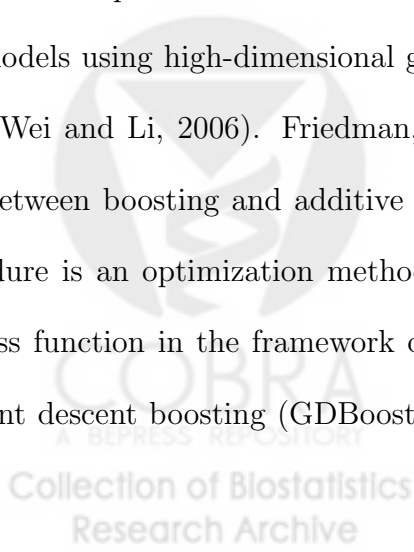 odels using high-dimensional g
Wei and Li, 2006). Friedman,
etween boosting and additive
lure is an optimization metho
ss function in the framework o
nt descent boosting (GDBoost
COBRA
A BEPRESS REPOSITORY
Collection of Biostatistics
Research Archive